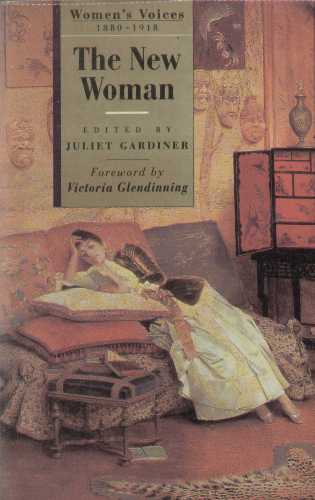 Women's Voices
1880–1918
The New
Woman
EDITED BY
JULIET GARDINER
Foreword by
Victoria Glendinning